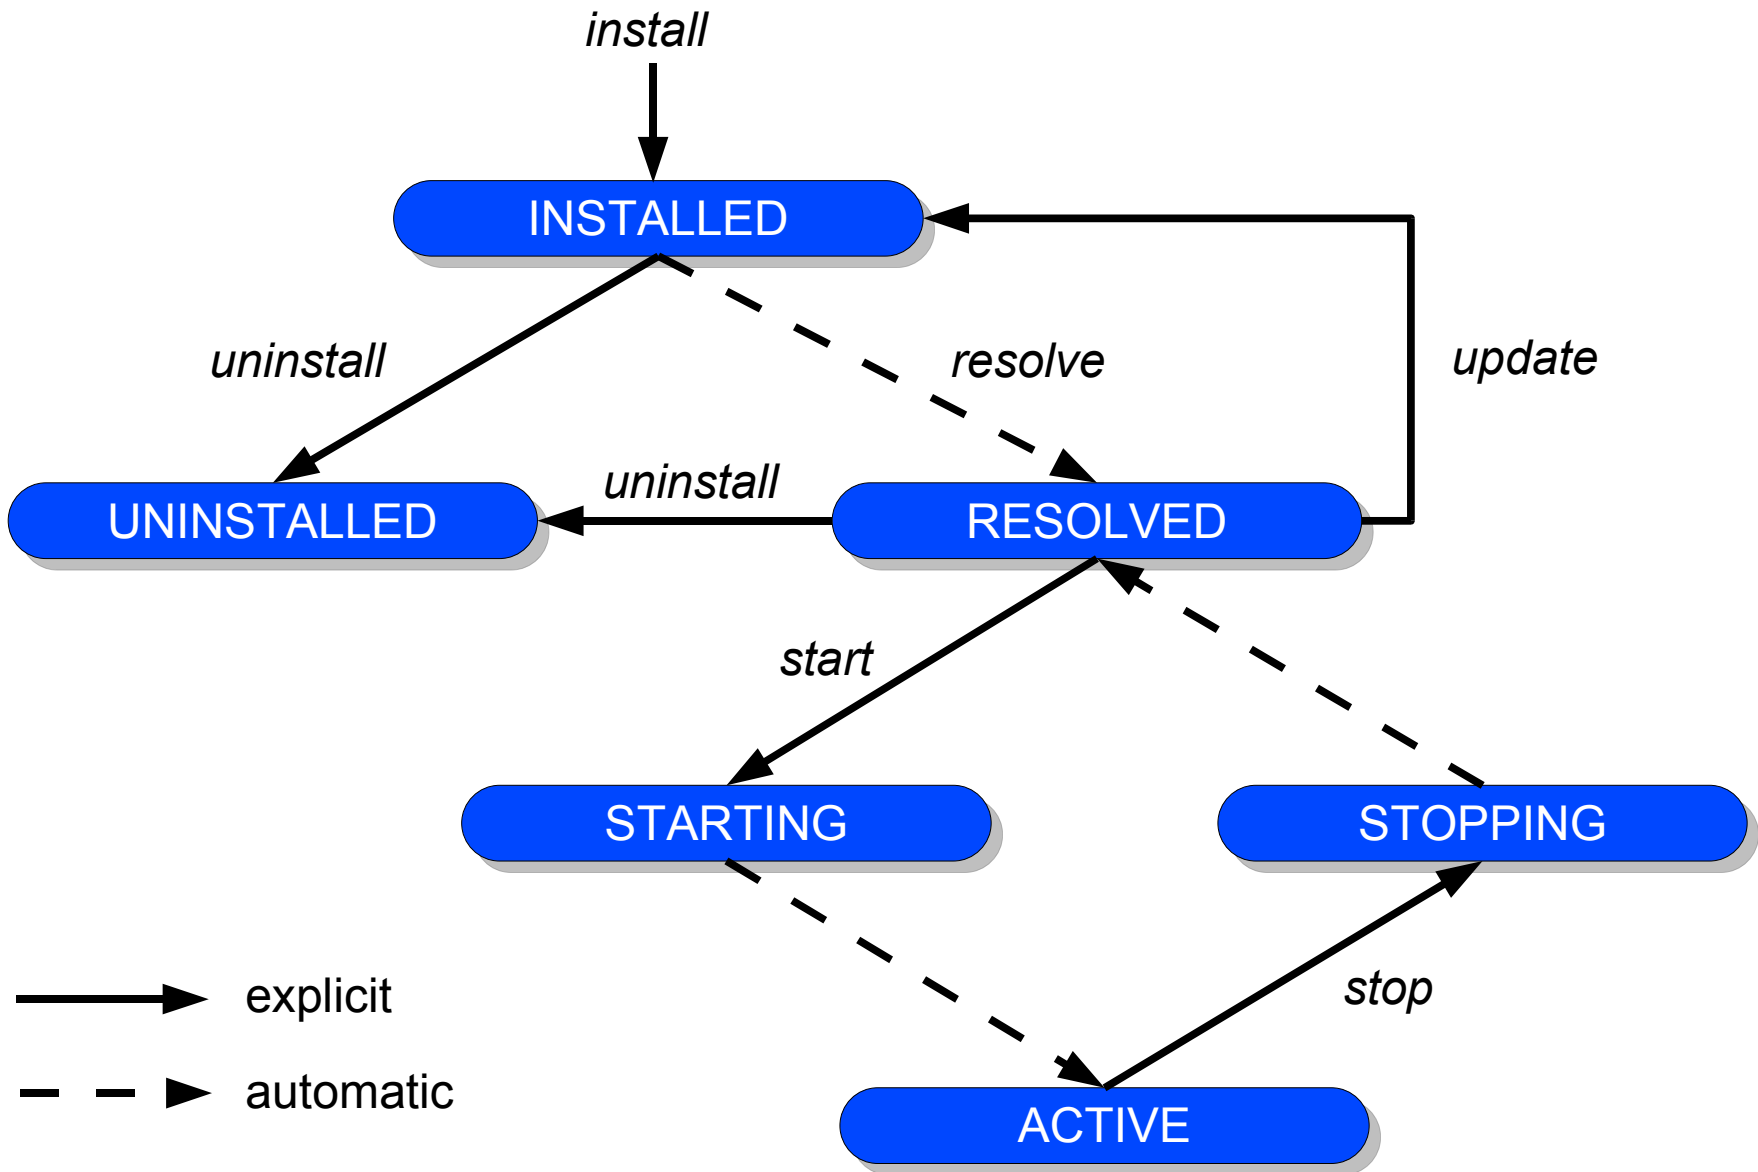 install
INSTALLED
uninstall
resolve
update
uninstall
UNINSTALLED
RESOLVED
start
STARTING
STOPPING
explicit
stop
automatic
ACTIVE